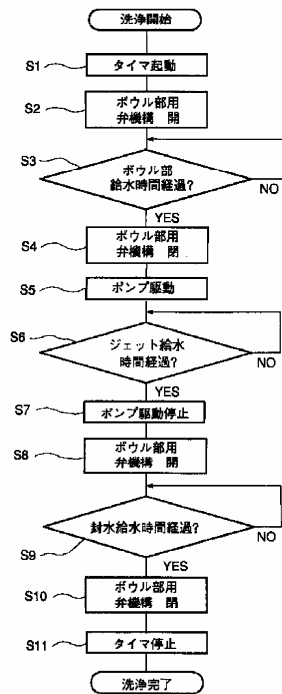 洗浄開始
S1
タイマ起動
S2
ボウル部用
弁機構 開
S3
ボウル部
給水時間経過?
NO
YES
S4
ボウル部用
弁機構 閉
S5
ポンプ駆動
S6
ジェット給水
時間経過?
NO
YES
S7
ポンプ駆動停止
S8
ボウル部用
弁機構 開
封水給水時間経過?
S9
NO
YES
S10
ボウル部用
弁機構 閉
S11
タイマ停止
洗浄完了